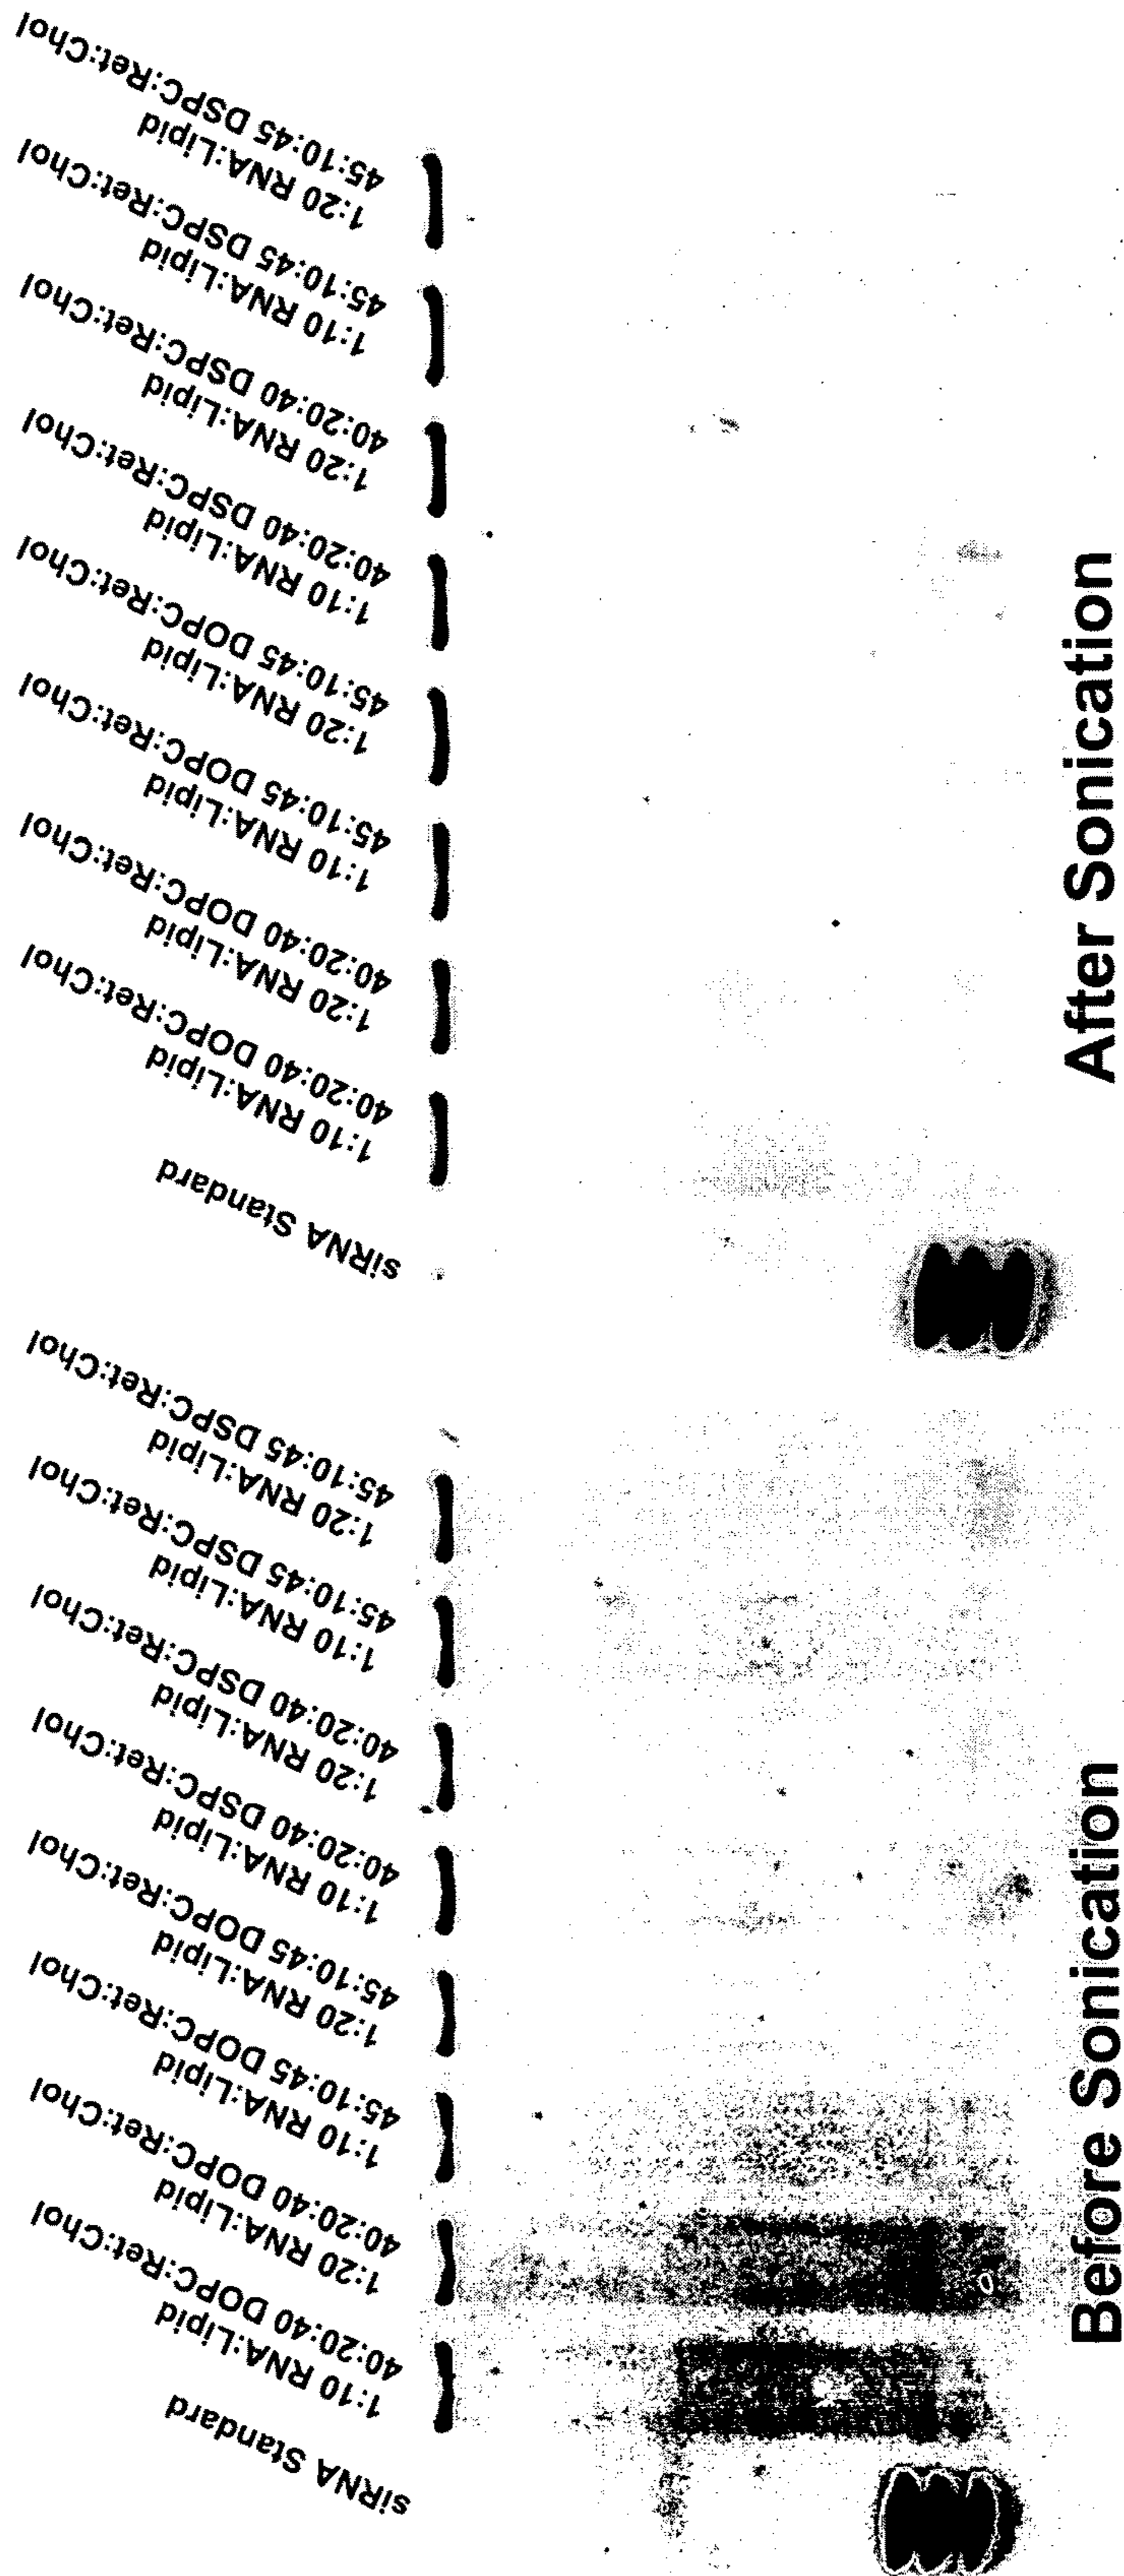 siRNA Standard
1:10 RNA:Lipid
40:20:40 DOPC:Ret:Chol
1:20 RNA:Lipid
40:20:40 DOPC:Ret:Chol
1:10 RNA:Lipid
45:10:45 DOPC:Ret:Chol
1:20 RNA:Lipid
45:10:45 DOPC:Ret:Chol
1:10 RNA:Lipid
40:20:40 DSPC:Ret:Chol
1:20 RNA:Lipid
40:20:40 DSPC:Ret:Chol
1:10 RNA:Lipid
45:10:45 DSPC:Ret:Chol
1:20 RNA:Lipid
45:10:45 DSPC:Ret:Chol
Before Sonication
siRNA Standard
1:10 RNA:Lipid
40:20:40 DOPC:Ret:Chol
1:20 RNA:Lipid
40:20:40 DOPC:Ret:Chol
1:10 RNA:Lipid
45:10:45 DOPC:Ret:Chol
1:20 RNA:Lipid
45:10:45 DOPC:Ret:Chol
1:10 RNA:Lipid
40:20:40 DSPC:Ret:Chol
1:20 RNA:Lipid
40:20:40 DSPC:Ret:Chol
1:10 RNA:Lipid
45:10:45 DSPC:Ret:Chol
1:20 RNA:Lipid
45:10:45 DSPC:Ret:Chol
After Sonication